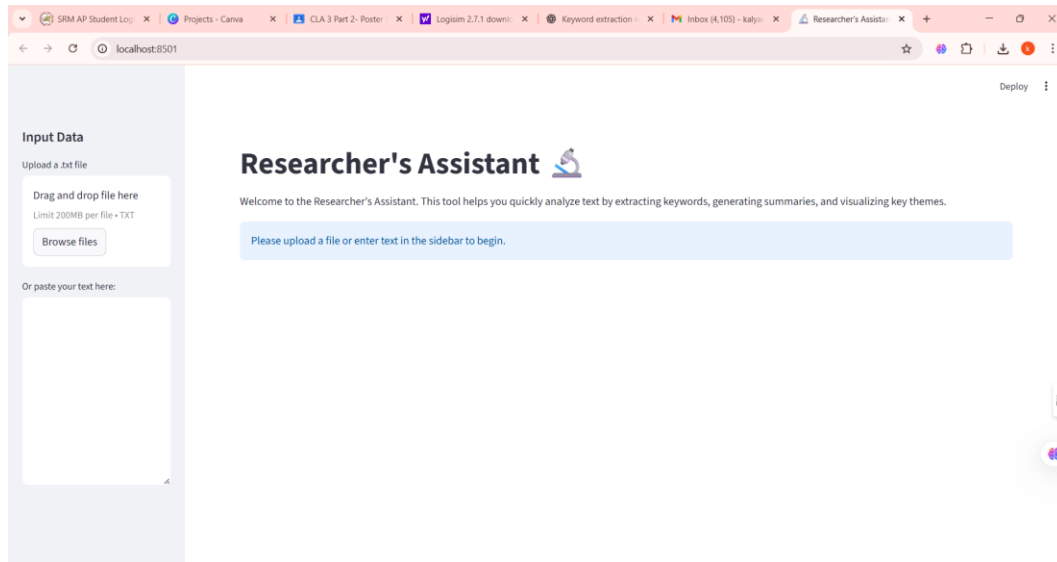 SRM AP Student Log
Projects - Canva
CLA 3 Part 2- Poster
Logisim 2.7.1 downlo
Keyword extraction
Inbox (4,105) - kalya
Researcher's Assistan
localhost:8501
Deploy
Input Data
Upload a .txt file
Drag and drop file here
Limit 200MB per file • TXT
Browse files
Or paste your text here:
Researcher's Assistant
Welcome to the Researcher's Assistant. This tool helps you quickly analyze text by extracting keywords, generating summaries, and visualizing key themes.
Please upload a file or enter text in the sidebar to begin.